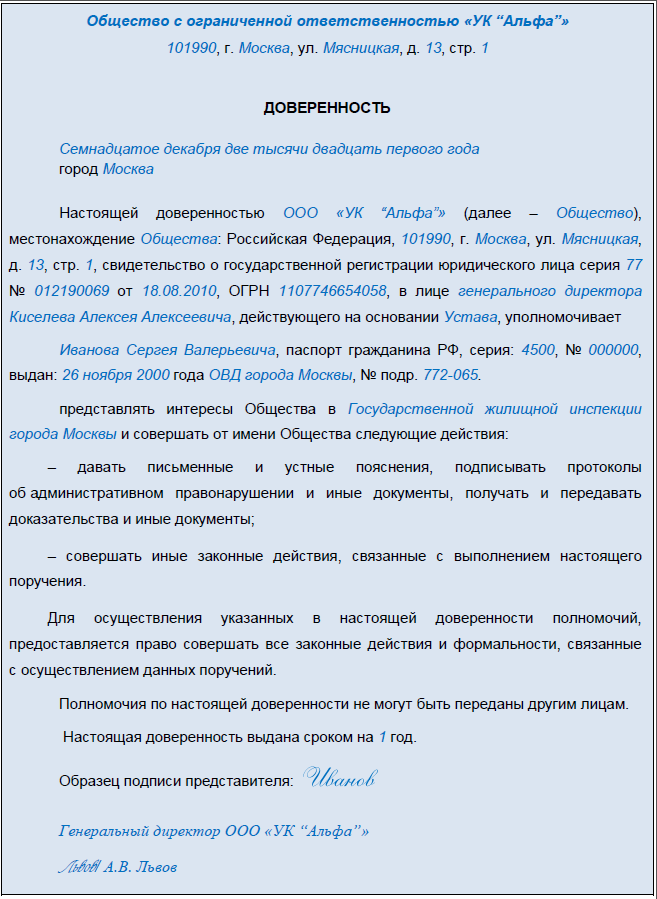 Общество с ограниченной ответственностью «УК “Альфа”»
101990, г. Москва, ул. Мясницкая, д. 13, стр. 1
ДОВЕРЕННОСТЬ
Семнадцатое декабря две тысячи двадцать первого года
город Москва
Настоящей доверенностью ООО «УК “Альфа”» (далее – Общество),
местонахождение Общества: Российская Федерация, 101990, г. Москва, ул. Мясницкая,
д. 13, стр. 1, свидетельство о государственной регистрации юридического лица серия 77
№ 012190069 от 18.08.2010, ОГРН 1107746654058, в лице генерального директора
Киселева Алексея Алексеевича, действующего на основании Устава, уполномочивает
Иванова Сергея Валерьевича, паспорт гражданина РФ, серия: 4500, № 000000,
выдан: 26 ноября 2000 года ОВД города Москвы, № подр. 772-065.
представлять интересы Общества в Государственной жилищной инспекции
города Москвы и совершать от имени Общества следующие действия:
– давать письменные и устные пояснения, подписывать протоколы
об административном правонарушении и иные документы, получать и передавать
доказательства и иные документы;
– совершать иные законные действия, связанные с выполнением настоящего
поручения.
Для осуществления указанных в настоящей доверенности полномочий,
предоставляется право совершать все законные действия и формальности, связанные
с осуществлением данных поручений.
Полномочия по настоящей доверенности не могут быть переданы другим лицам.
Настоящая доверенность выдана сроком на 1 год.
Образец подписи представителя: Иванов
Генеральный директор ООО «УК “Альфа”»
Львов А.В. Львов